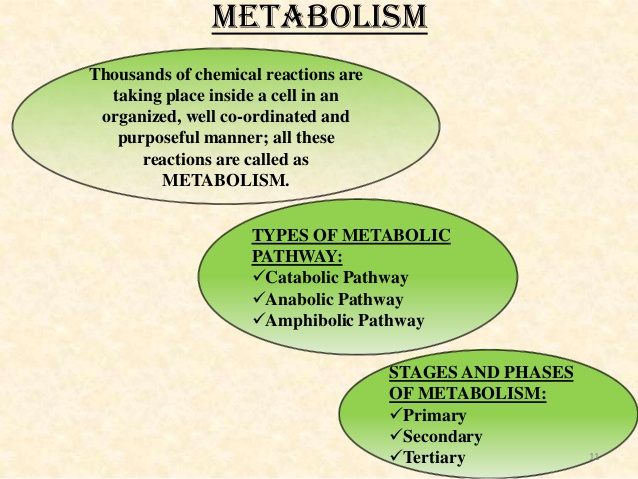 METABOLISM
Thousands of chemical reactions are
taking place inside a cell in an
organized, well co-ordinated and
purposeful manner; all these
reactions are called as
METABOLISM.
TYPES OF METABOLIC
PATHWAY:
✓Catabolic Pathway
✓Anabolic Pathway
✓Amphibolic Pathway
STAGES AND PHASES
OF METABOLISM:
✓Primary
✓Secondary
✓Tertiary
11